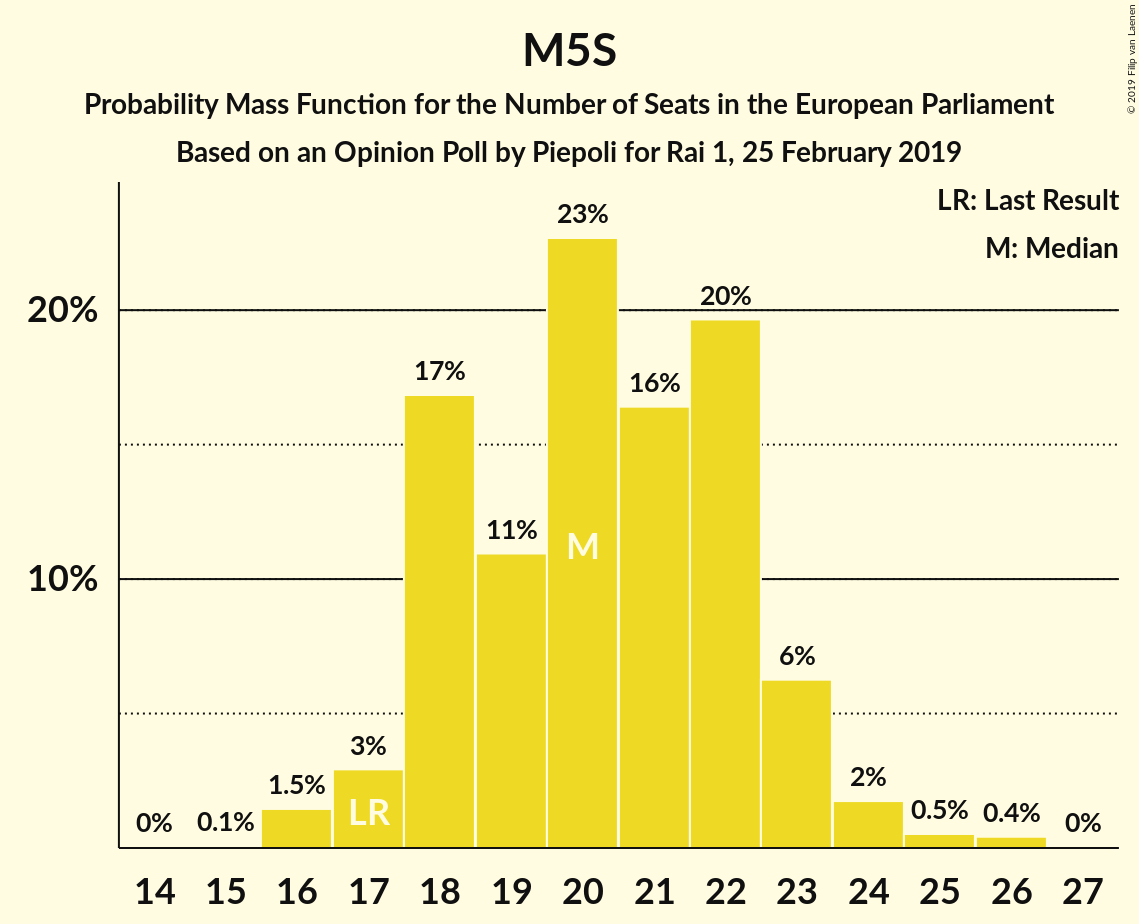 M5S
Probability Mass Function for the Number of Seats in the European Parliament
Based on an Opinion Poll by Piepoli for Rai 1, 25 February 2019
© 2019 Filip van Laenen
LR: Last Result
M: Median
20%
10%
0%
0.1%
1.5%
3%
17%
11%
23%
16%
20%
6%
2%
0.5%
0.4%
0%
LR
M
14 15 16 17 18 19 20 21 22 23 24 25 26 27